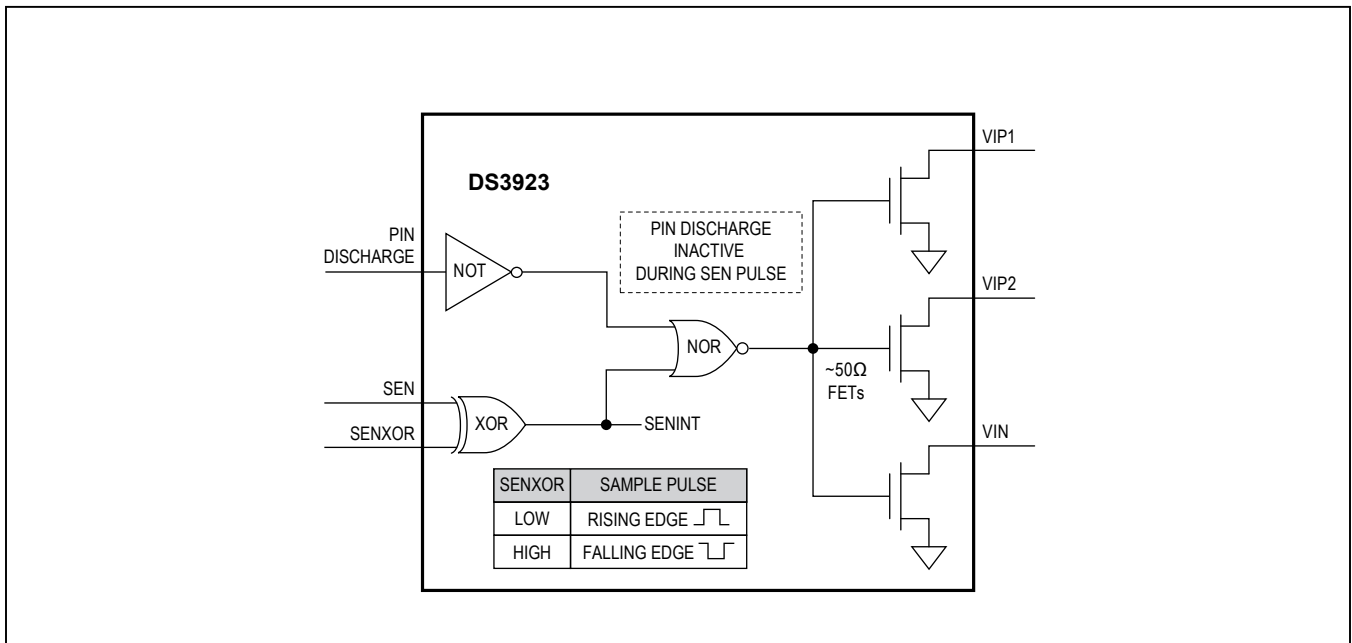 VIP1
DS3923
PIN
DISCHARGE
NOT
PIN DISCHARGE
INACTIVE
DURING SEN PULSE
VIP2
NOR
~50Ω
FETs
SEN
SENXOR
XOR
SENINT
VIN
SENXOR SAMPLE PULSE
LOW RISING EDGE
HIGH FALLING EDGE